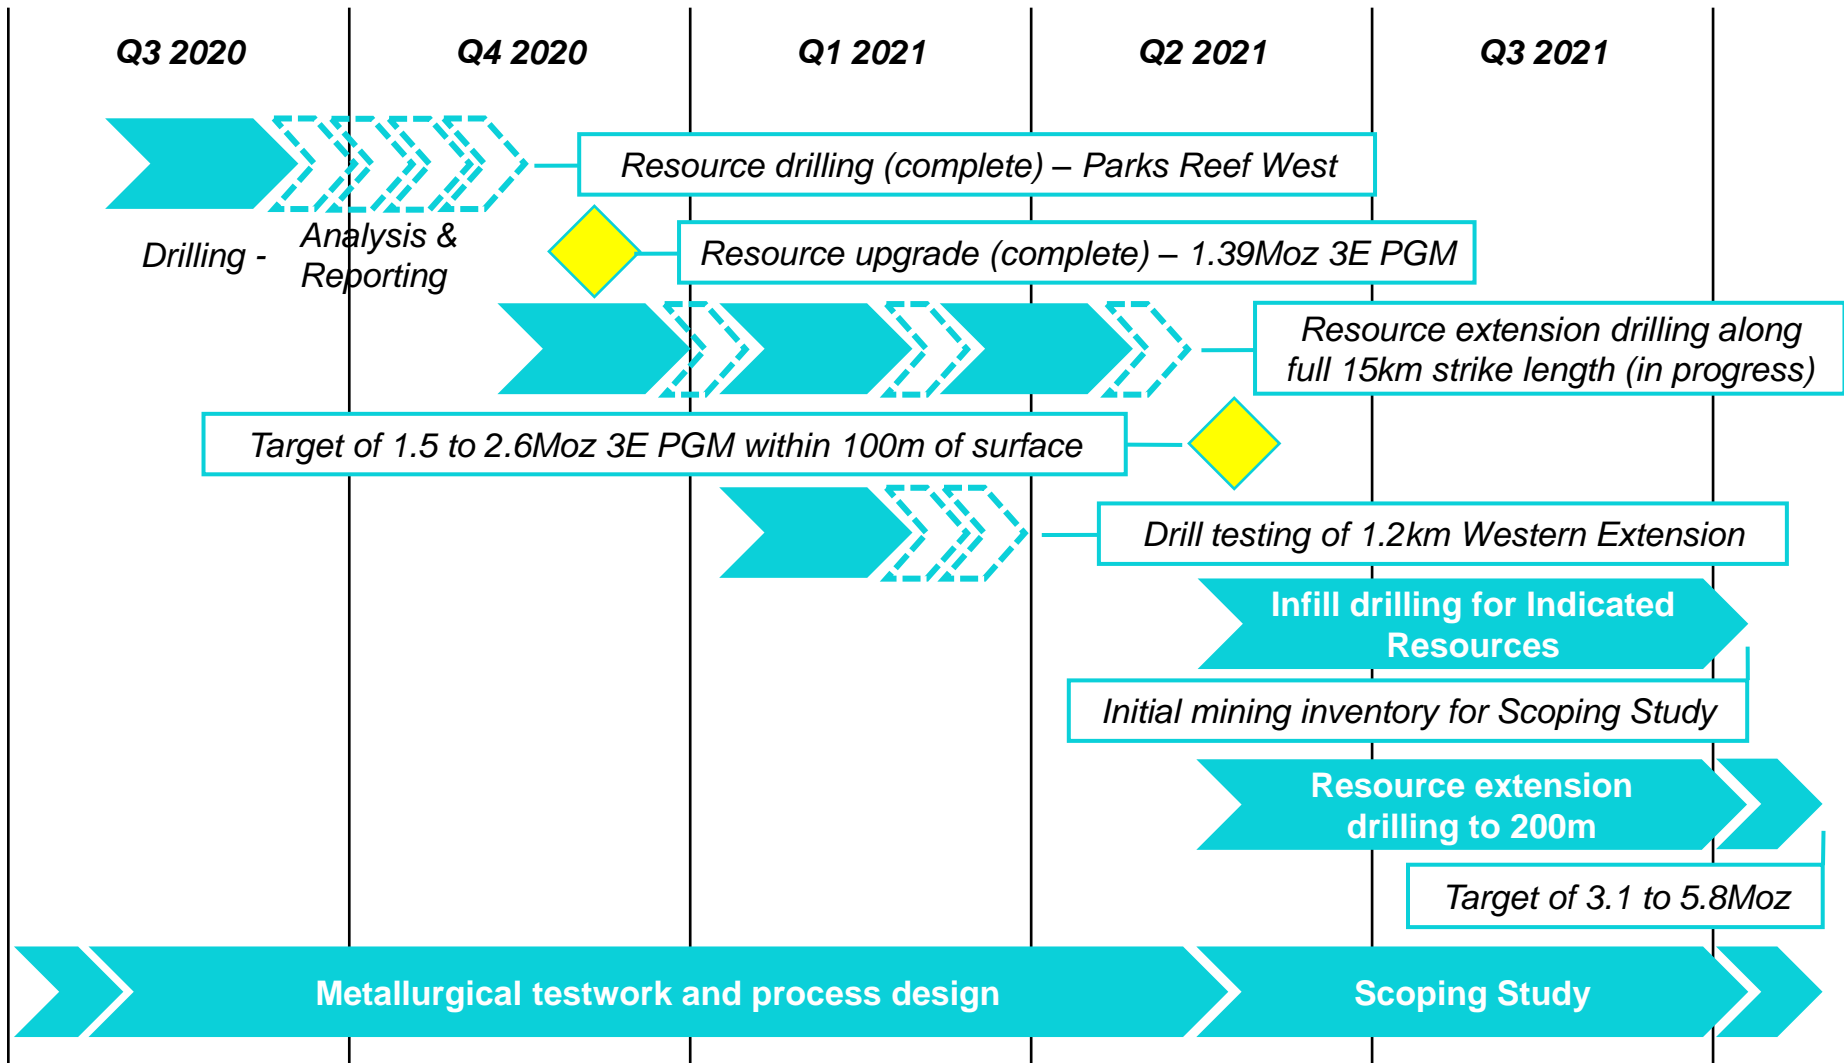 Q3 2020
Q4 2020
Q1 2021
Q2 2021
Q3 2021
Resource drilling (complete) – Parks Reef West
Drilling -
Analysis &
Reporting
Resource upgrade (complete) – 1.39Moz 3E PGM
Resource extension drilling along
full 15km strike length (in progress)
Target of 1.5 to 2.6Moz 3E PGM within 100m of surface
Drill testing of 1.2km Western Extension
Infill drilling for Indicated
Resources
Initial mining inventory for Scoping Study
Resource extension
drilling to 200m
Target of 3.1 to 5.8Moz
Metallurgical testwork and process design
Scoping Study